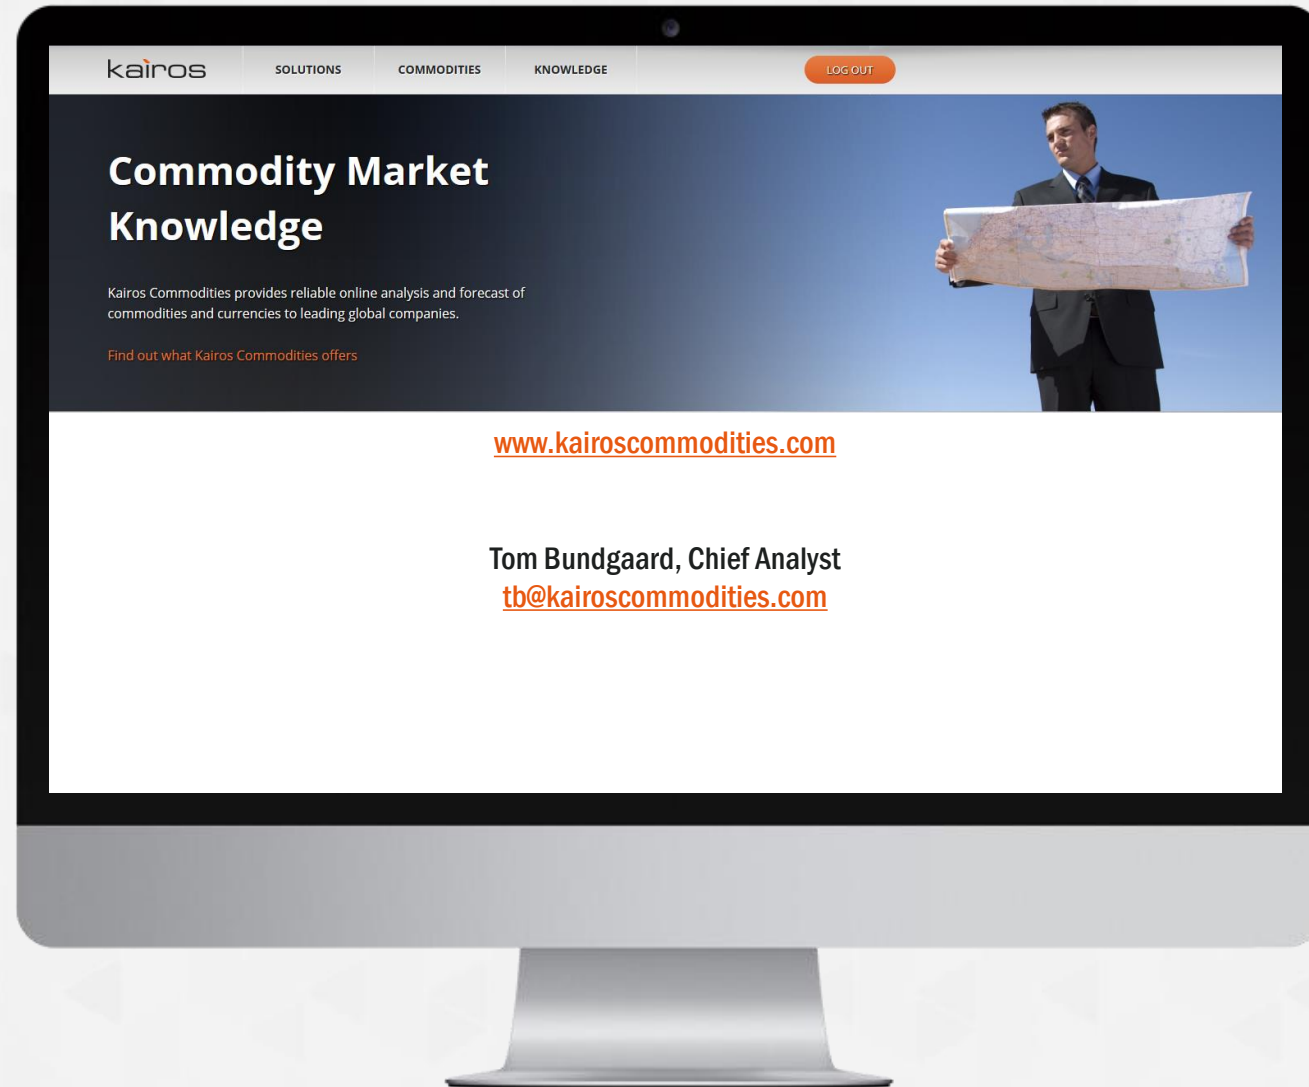 kairos SOLUTIONS COMMODITIES KNOWLEDGE LOG OUT
Commodity Market
Knowledge
Kairos Commodities provides reliable online analysis and forecast of
commodities and currencies to leading global companies.
Find out what Kairos Commodities offers
www.kairoscommodities.com
Tom Bundgaard, Chief Analyst
tb@kairoscommodities.com